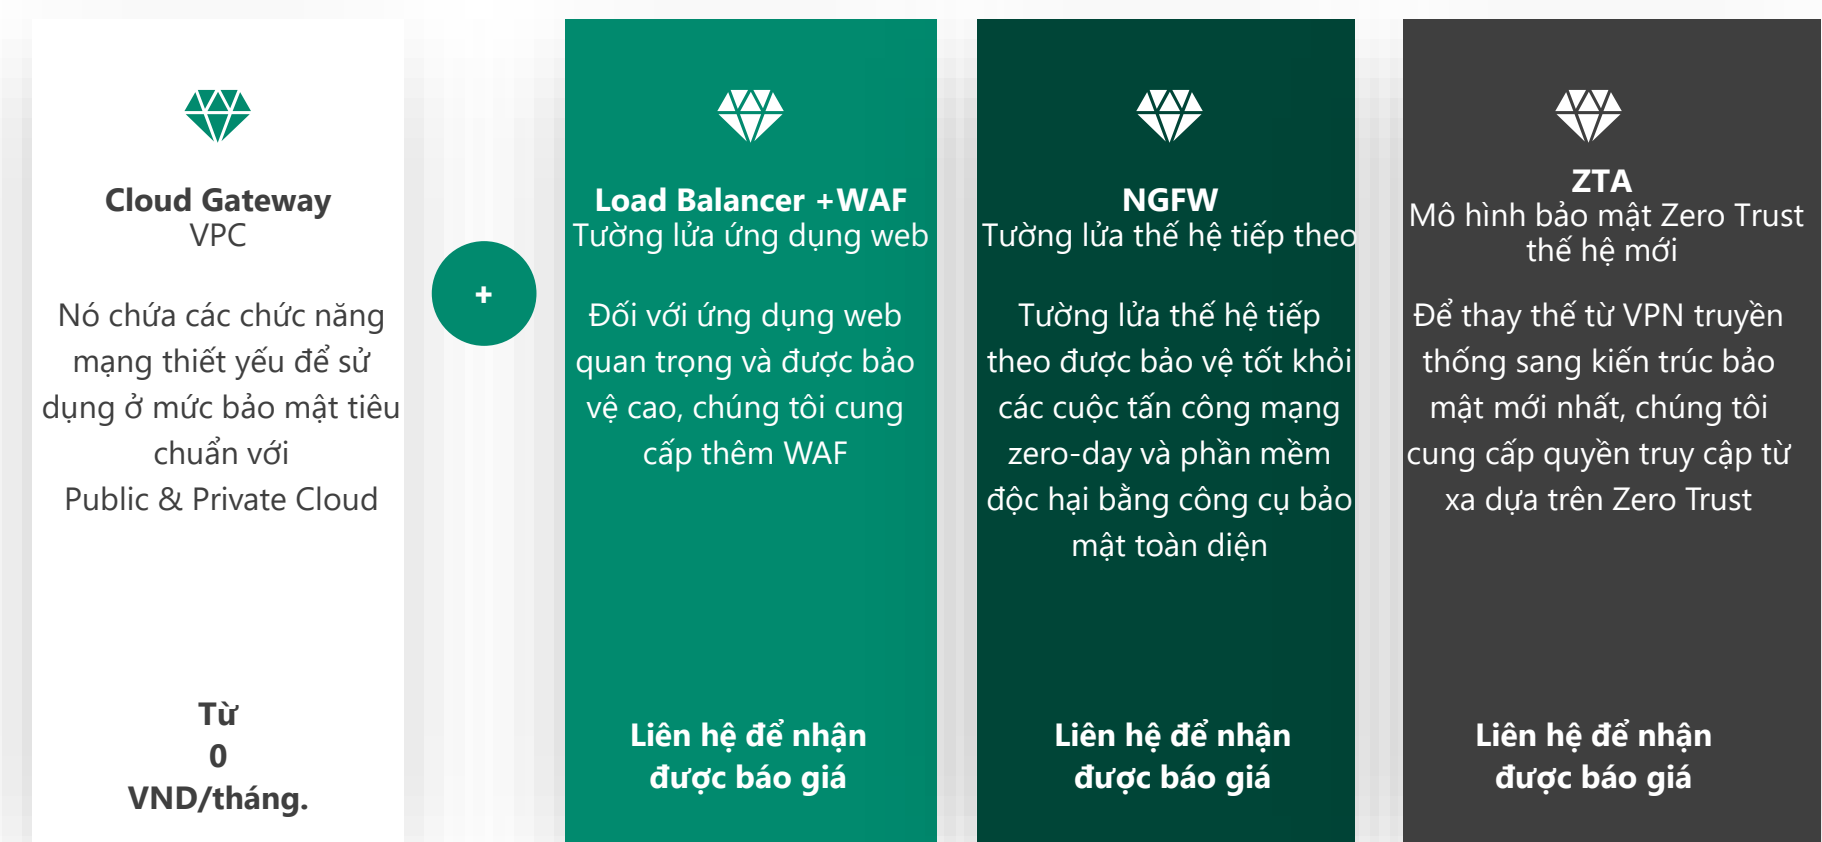 Cloud Gateway
VPC
Nó chứa các chức năng
mạng thiết yếu để sử
dụng ở mức bảo mật tiêu
chuẩn với
Public & Private Cloud
Từ
0
VND/tháng.
+
Load Balancer +WAF
Tường lửa ứng dụng web
Đối với ứng dụng web
quan trọng và được bảo
vệ cao, chúng tôi cung
cấp thêm WAF
Liên hệ để nhận
được báo giá
NGFW
Tường lửa thế hệ tiếp theo
Tường lửa thế hệ tiếp
theo được bảo vệ tốt khỏi
các cuộc tấn công mạng
zero-day và phần mềm
độc hại bằng công cụ bảo
mật toàn diện
Liên hệ để nhận
được báo giá
ZTA
Mô hình bảo mật Zero Trust
thế hệ mới
Để thay thế từ VPN truyền
thống sang kiến trúc bảo
mật mới nhất, chúng tôi
cung cấp quyền truy cập từ
xa dựa trên Zero Trust
Liên hệ để nhận
được báo giá